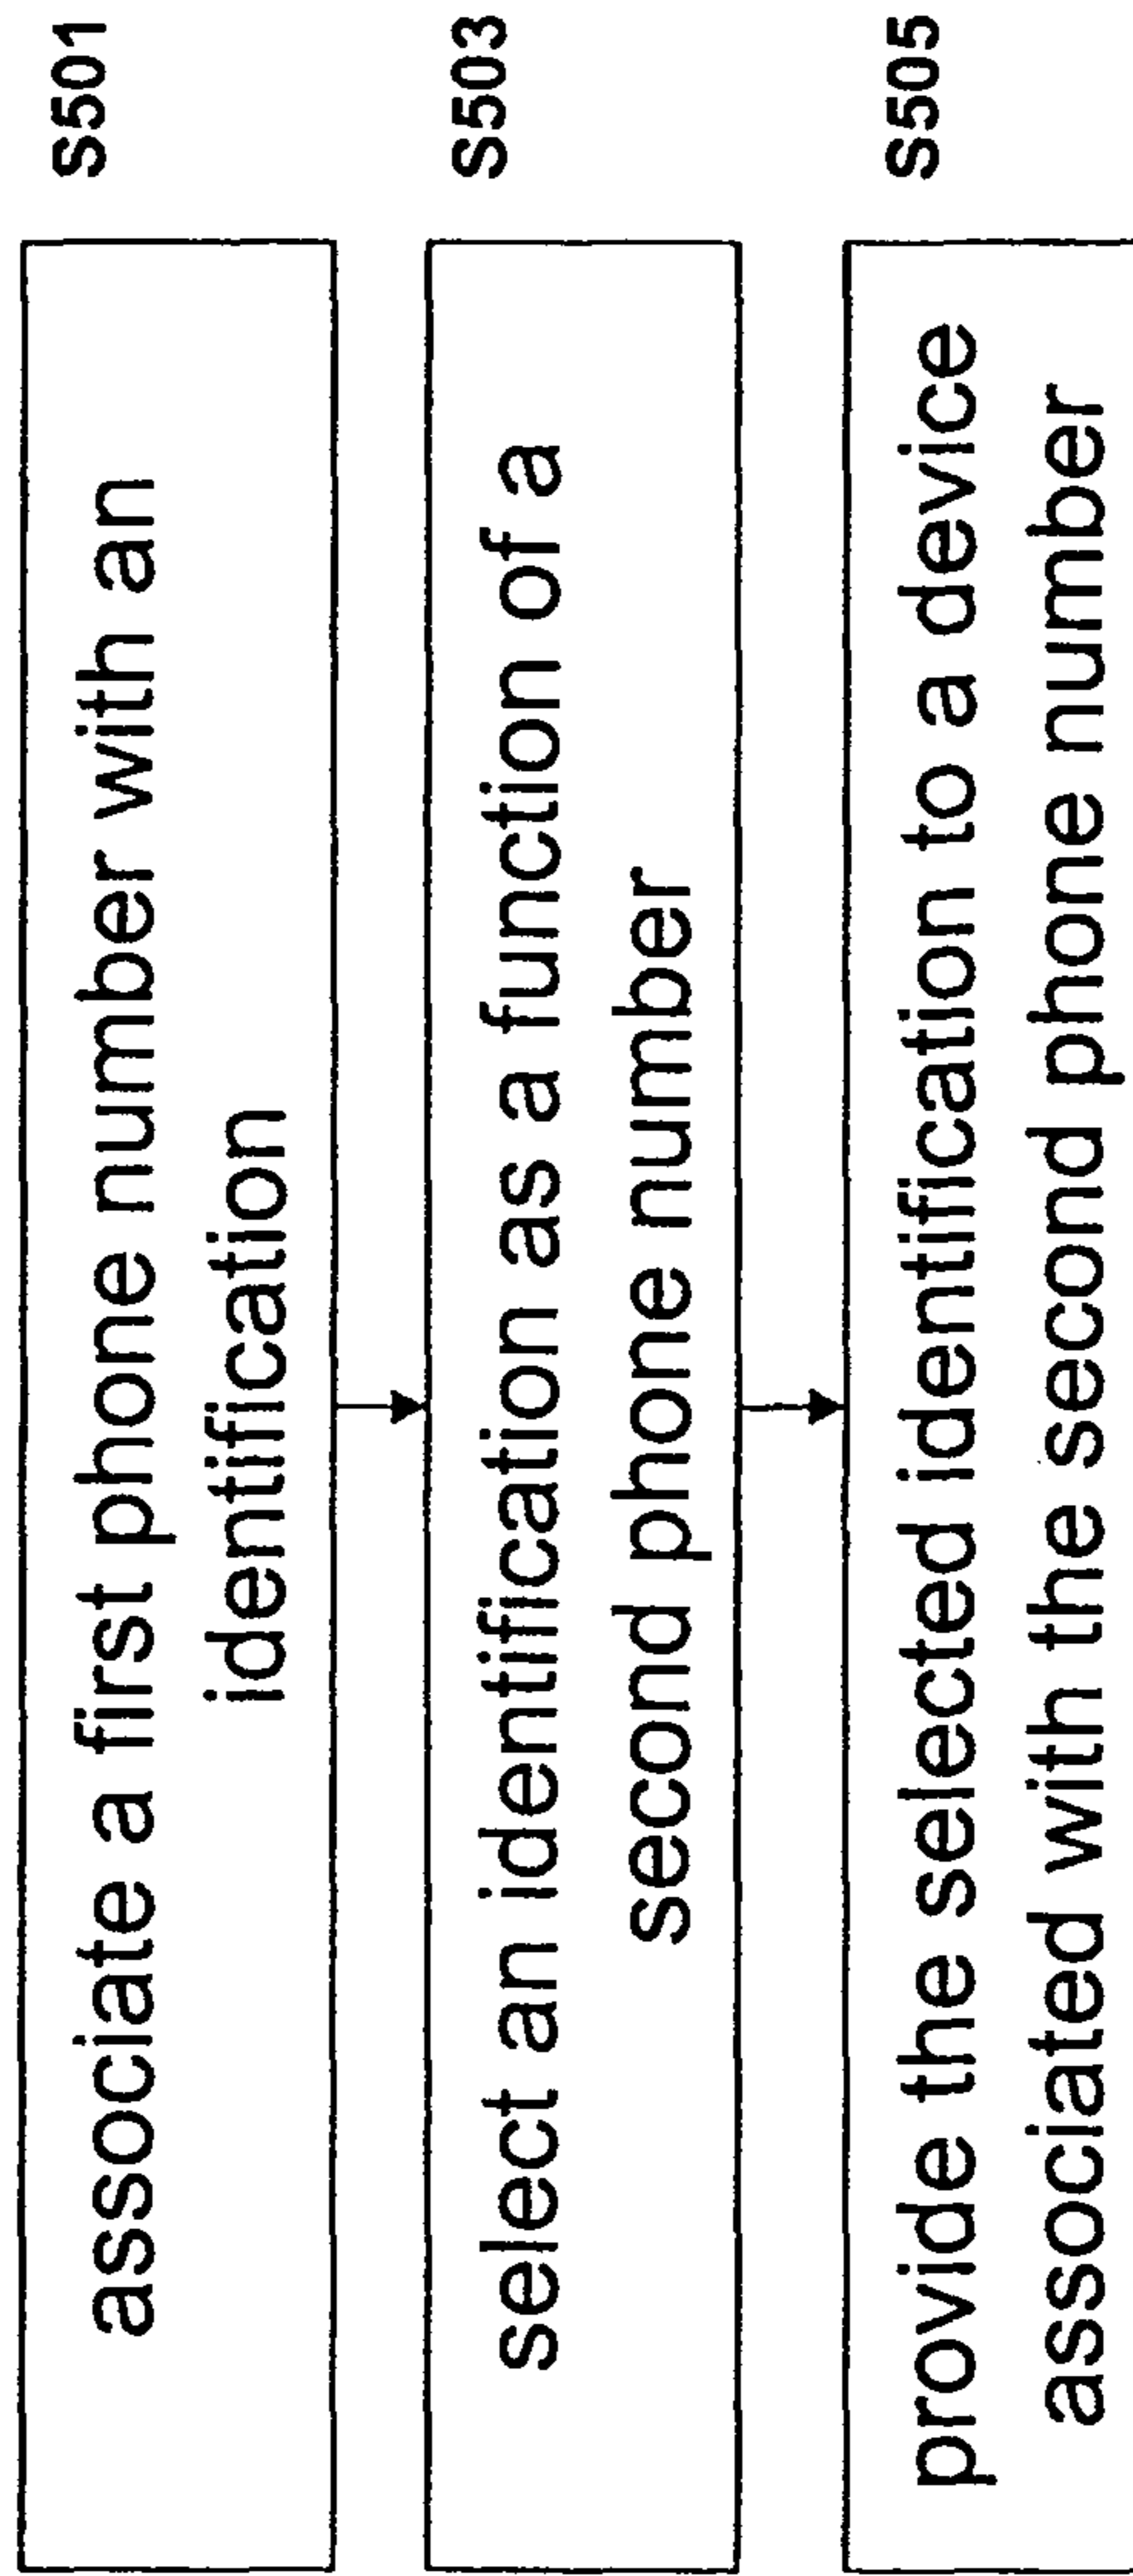 associate a first phone number with an
identification
S501
select an identification as a function of a
second phone number
S503
provide the selected identification to a device
associated with the second phone number
S505